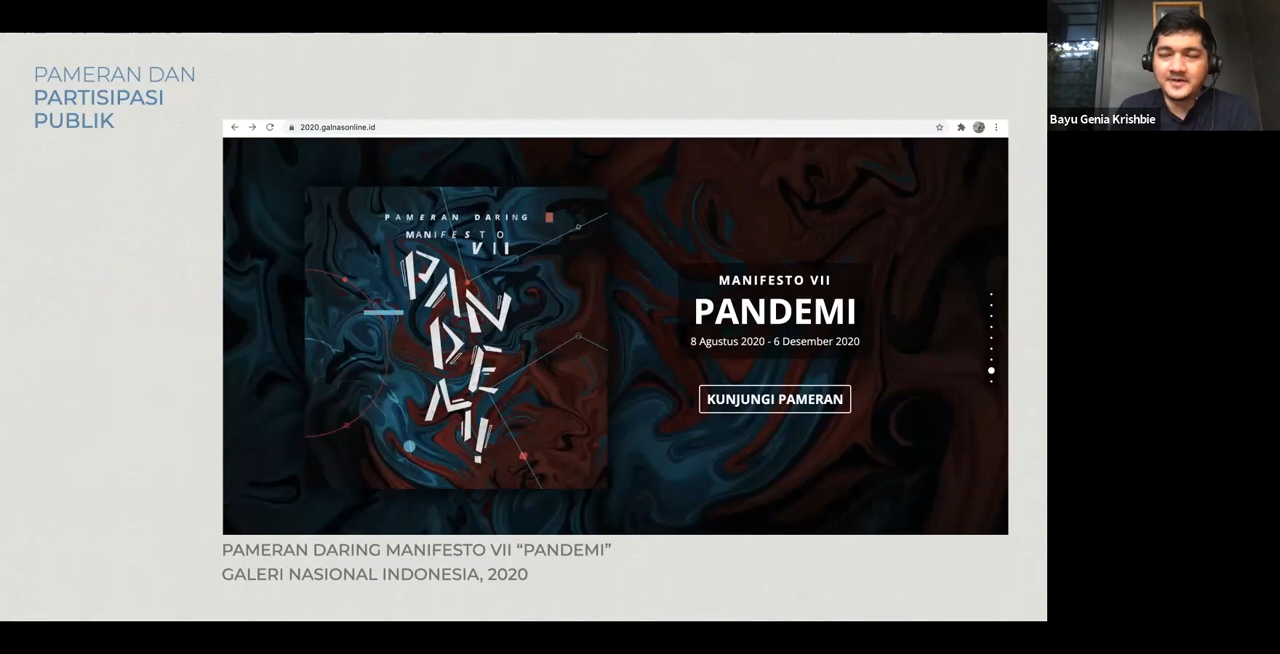 PAMERAN DAN
PARTISIPASI
PUBLIK
2020.galnasonline.id
PAMERAN DARING
MANIFESTO
VII
PANDEMI
MANIFESTO VII
PANDEMI
8 Agustus 2020 - 6 Desember 2020
KUNJUNGI PAMERAN
PAMERAN DARING MANIFESTO VII “PANDEMI”
GALERI NASIONAL INDONESIA, 2020
Bayu Genia Krishbie